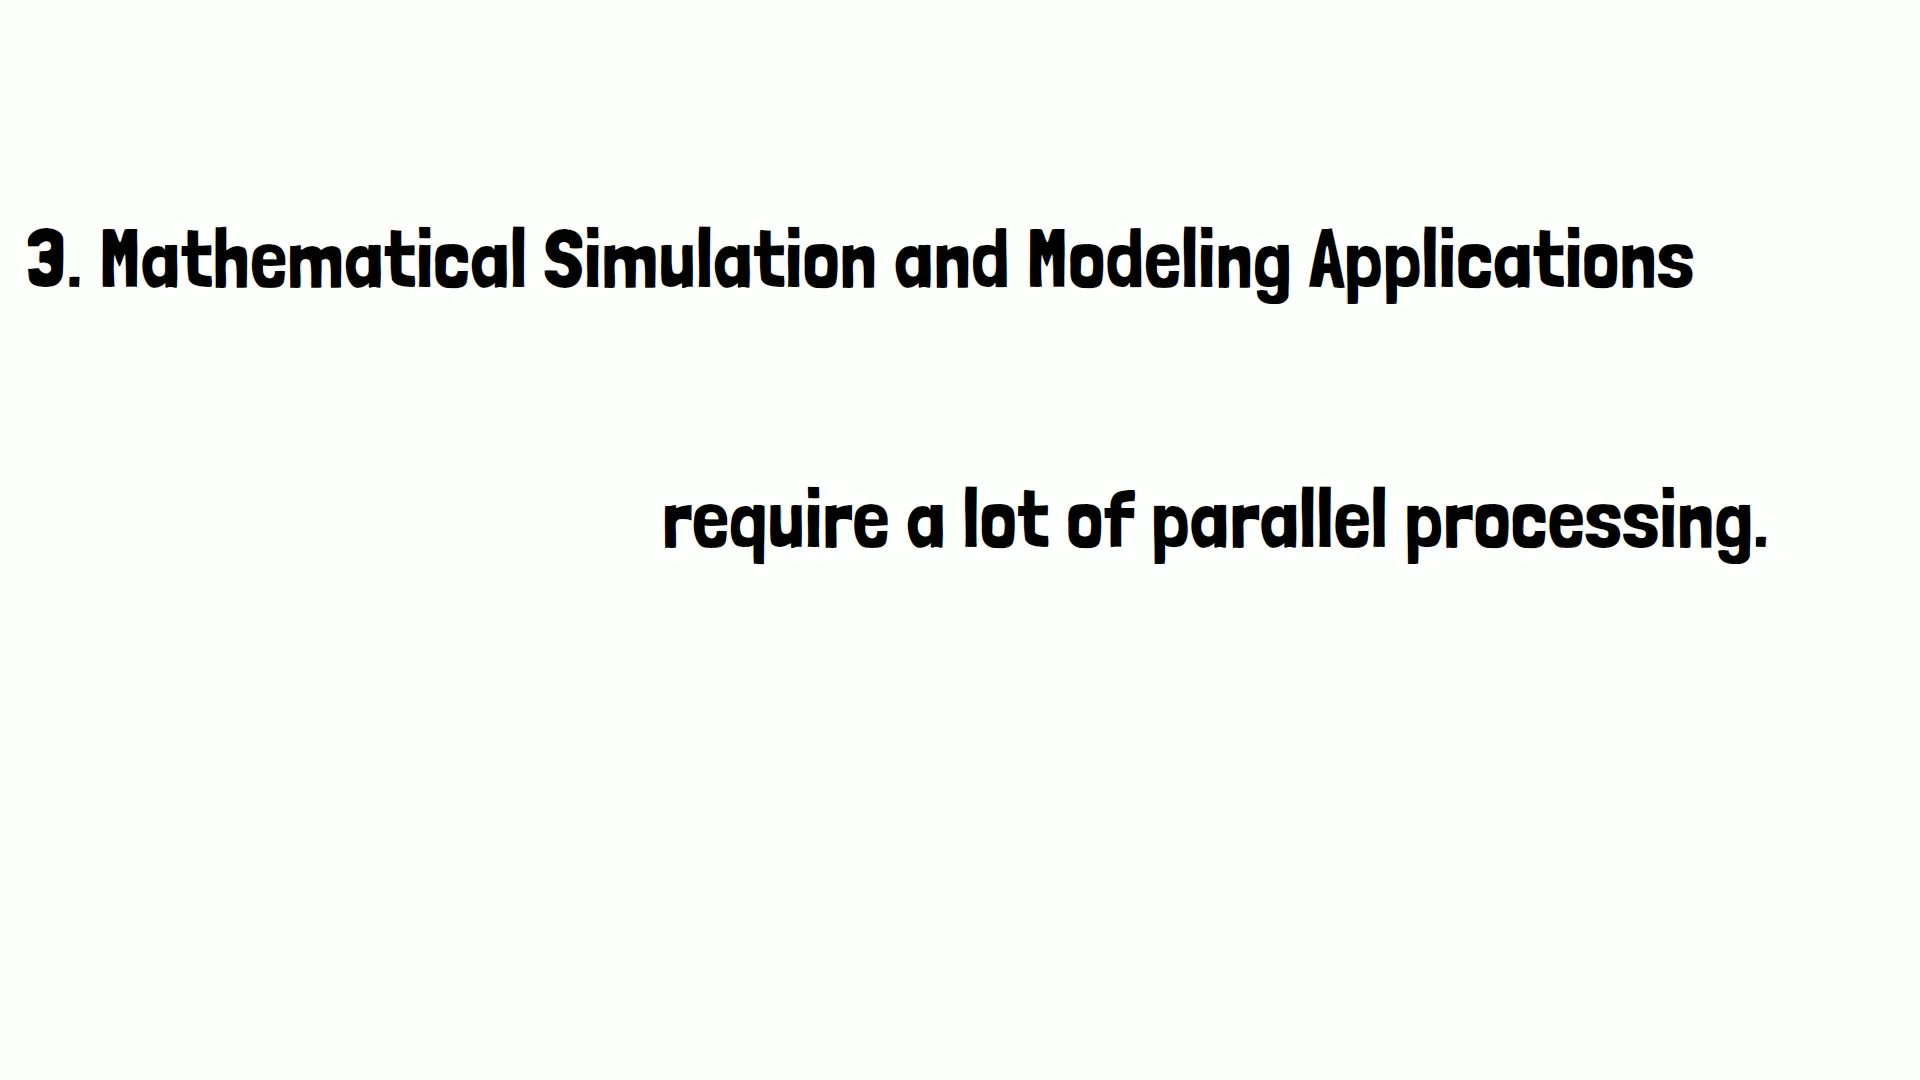 3. Mathematical Simulation and Modeling Applications
require a lot of parallel processing.